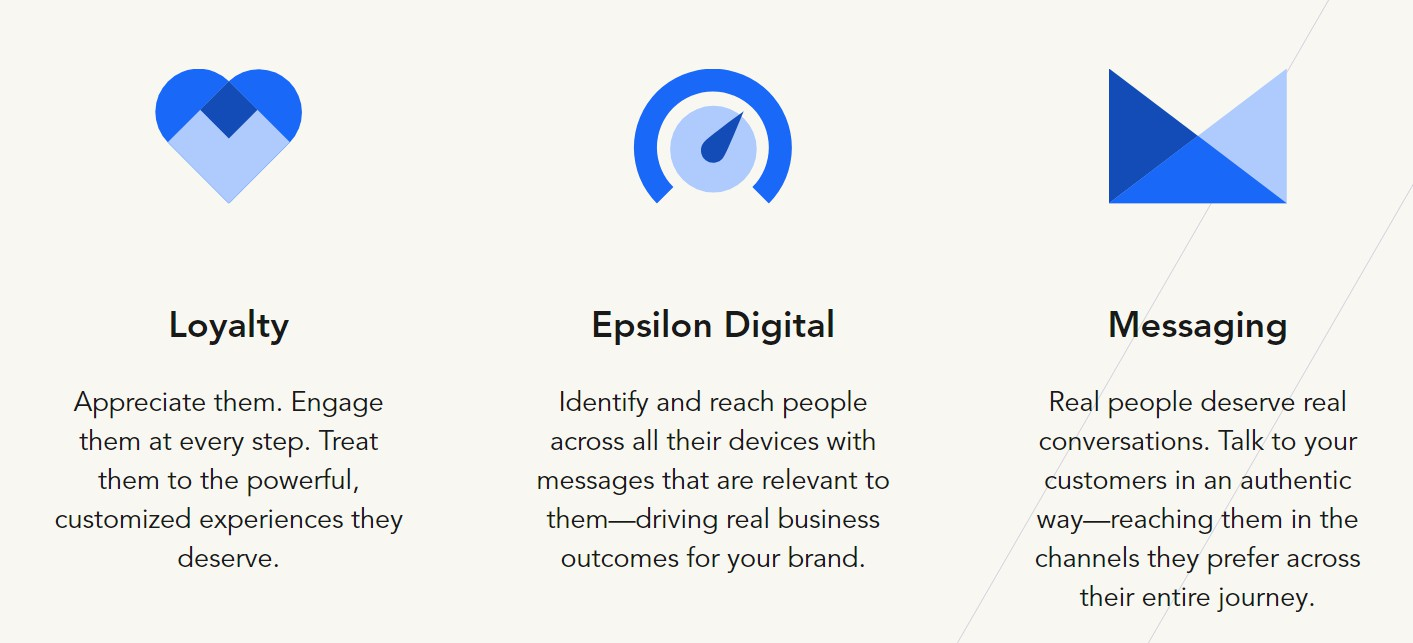 Loyalty
Appreciate them. Engage
them at every step. Treat
them to the powerful,
customized experiences they
deserve.
Epsilon Digital
Identify and reach people
across all their devices with
messages that are relevant to
them—driving real business
outcomes for your brand.
Messaging
Real people deserve real
conversations. Talk to your
customers in an authentic
way—reaching them in the
channels they prefer across
their entire journey.